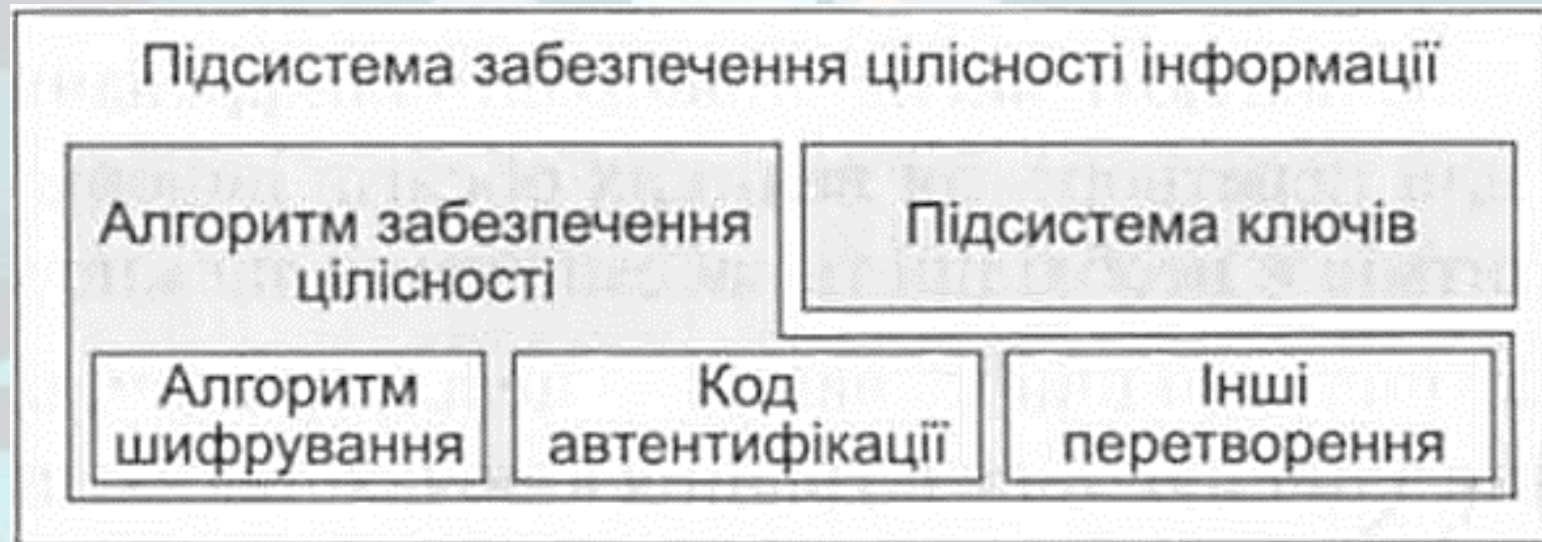 Підсистема забезпечення цілісності інформації
Алгоритм забезпечення
цілісності
Підсистема ключів
Алгоритм
шифрування
Код
автентифікації
Інші
перетворення